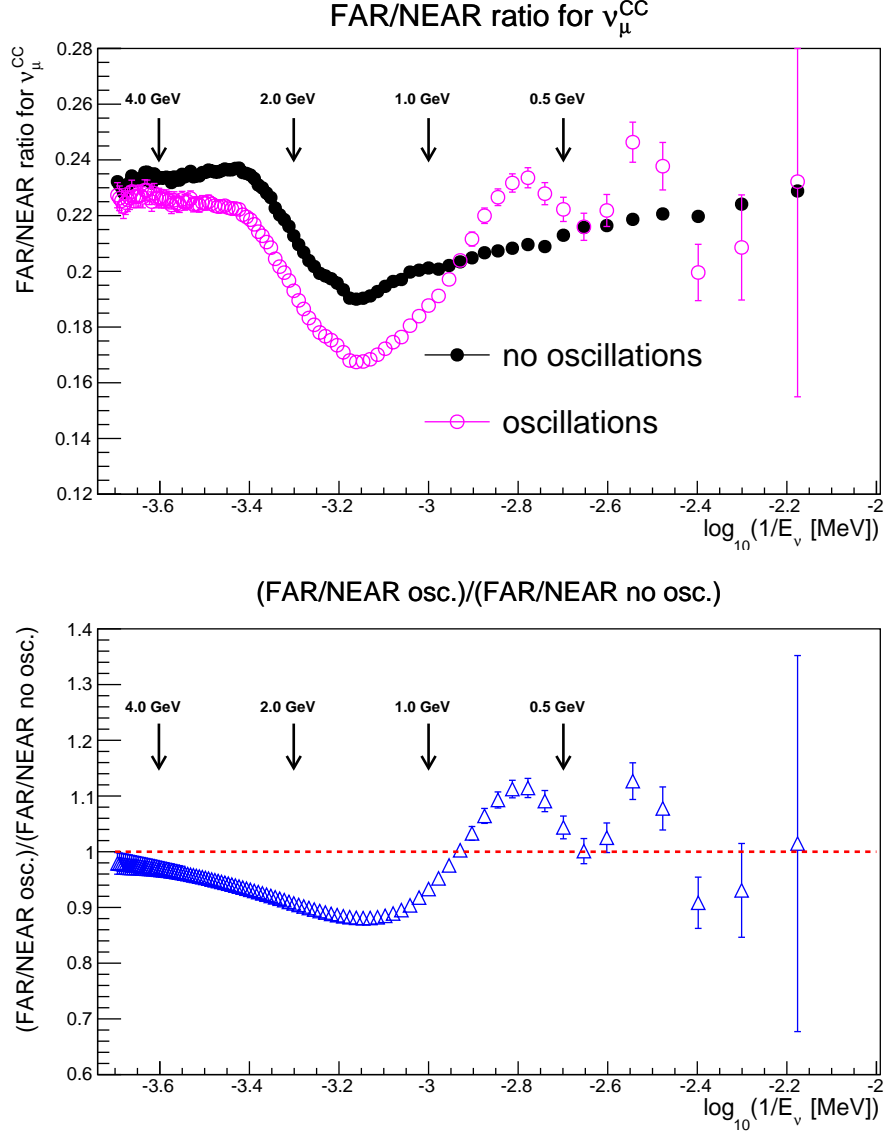 FAR/NEAR ratio for ν_μ^CC
FAR/NEAR ratio for ν_μ^CC
0.28
0.26
0.24
0.22
0.2
0.18
0.16
0.14
0.12
4.0 GeV 2.0 GeV 1.0 GeV 0.5 GeV
no oscillations
oscillations
-3.6 -3.4 -3.2 -3 -2.8 -2.6 -2.4 -2.2 -2
log₁₀(1/E_ν [MeV])
(FAR/NEAR osc.)/(FAR/NEAR no osc.)
(FAR/NEAR osc.)/(FAR/NEAR no osc.)
1.4
1.3
1.2
1.1
1
0.9
0.8
0.7
0.6
4.0 GeV 2.0 GeV 1.0 GeV 0.5 GeV
-3.6 -3.4 -3.2 -3 -2.8 -2.6 -2.4 -2.2 -2
log₁₀(1/E_ν [MeV])